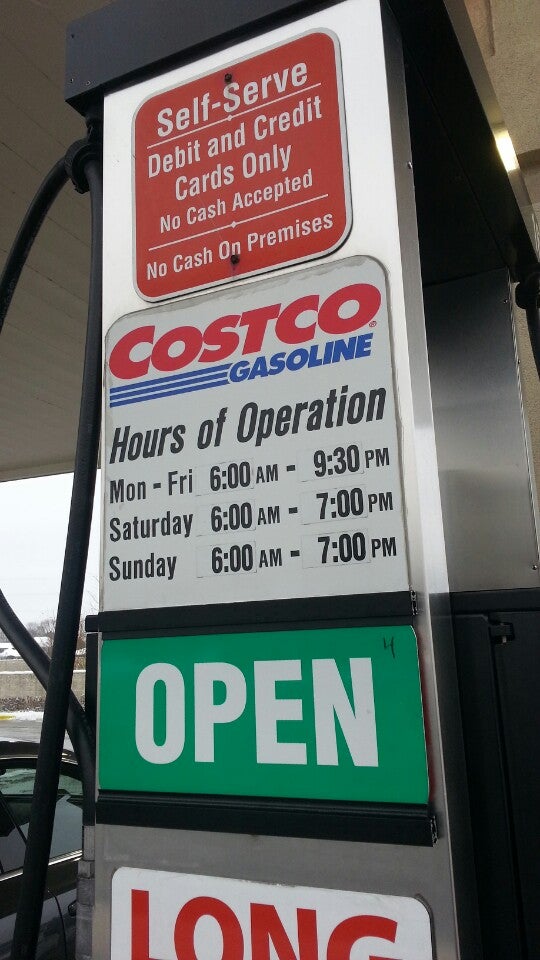 Self-Serve
Debit and Credit
Cards Only
No Cash Accepted
No Cash On Premises
COSTCO®
GASOLINE
Hours of Operation
Mon - Fri 6:00 AM - 9:30 PM
Saturday 6:00 AM - 7:00 PM
Sunday 6:00 AM - 7:00 PM
4
OPEN
LONG